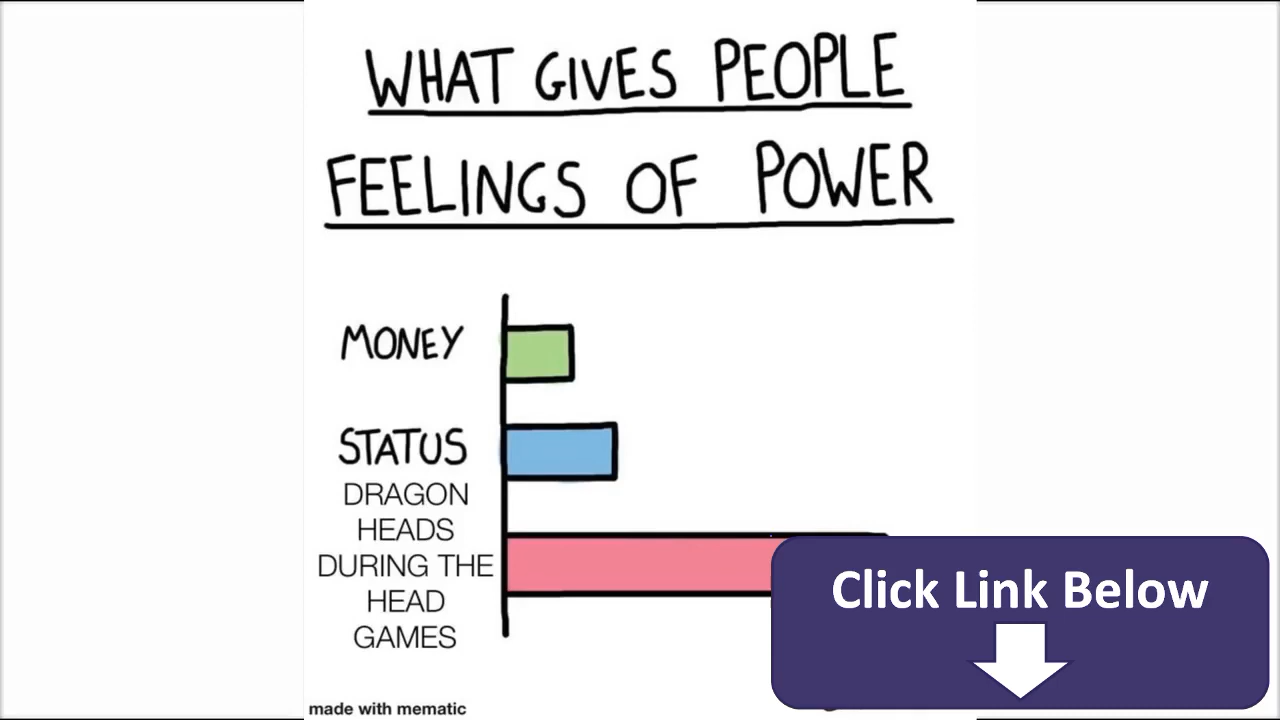 WHAT GIVES PEOPLE
FEELINGS OF POWER
MONEY
STATUS
DRAGON
HEADS
DURING THE
HEAD
GAMES
Click Link Below
made with mematic